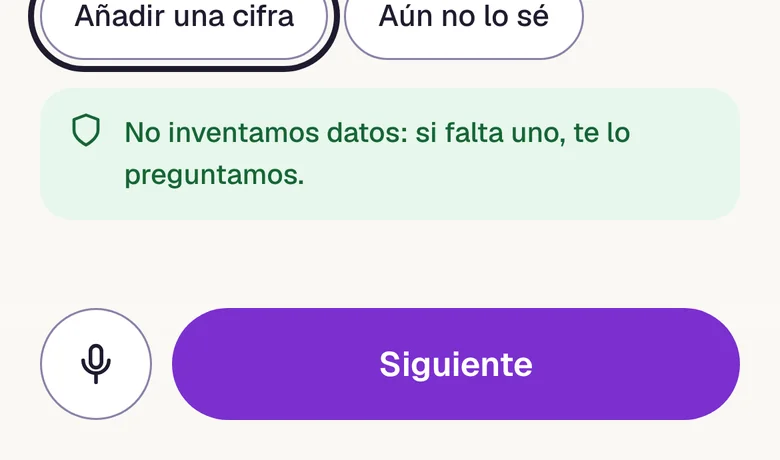 Añadir una cifra
Aún no lo sé
No inventamos datos: si falta uno, te lo
preguntamos.
Siguiente